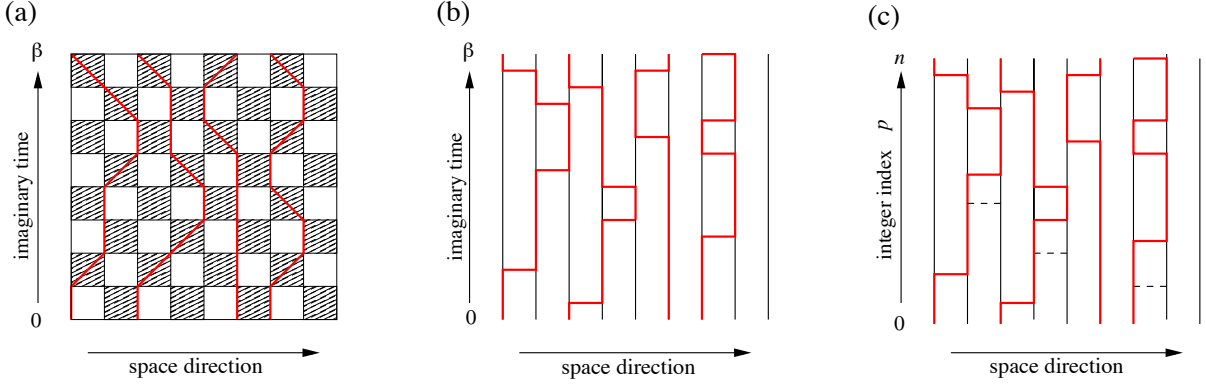 (a)
β
imaginary time
0
space direction
(b)
β
imaginary time
0
space direction
(c)
n
integer index p
0
space direction